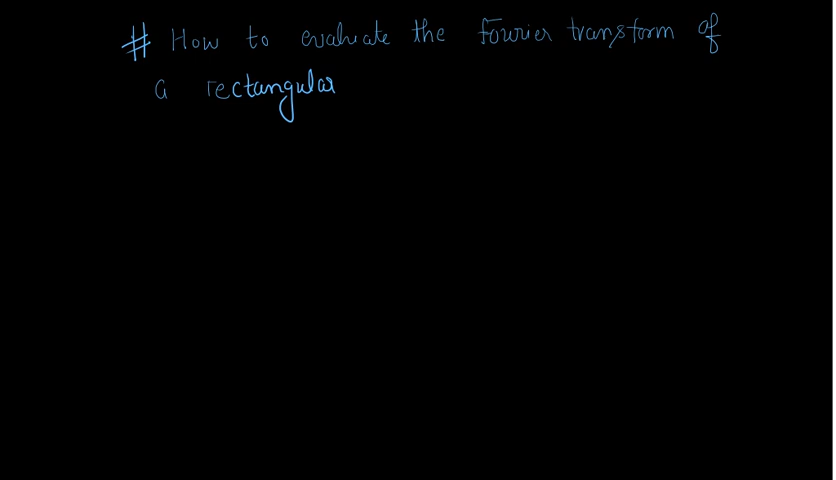 # How to evaluate the Fourier transform of
a rectangular